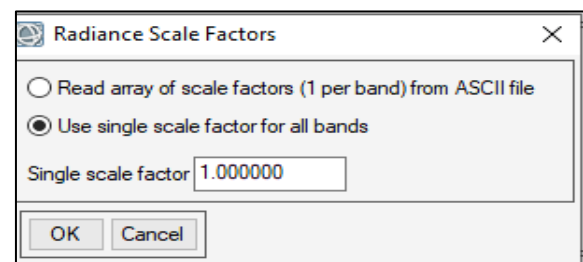 Radiance Scale Factors
Read array of scale factors (1 per band) from ASCII file
Use single scale factor for all bands
Single scale factor 1.000000
OK Cancel